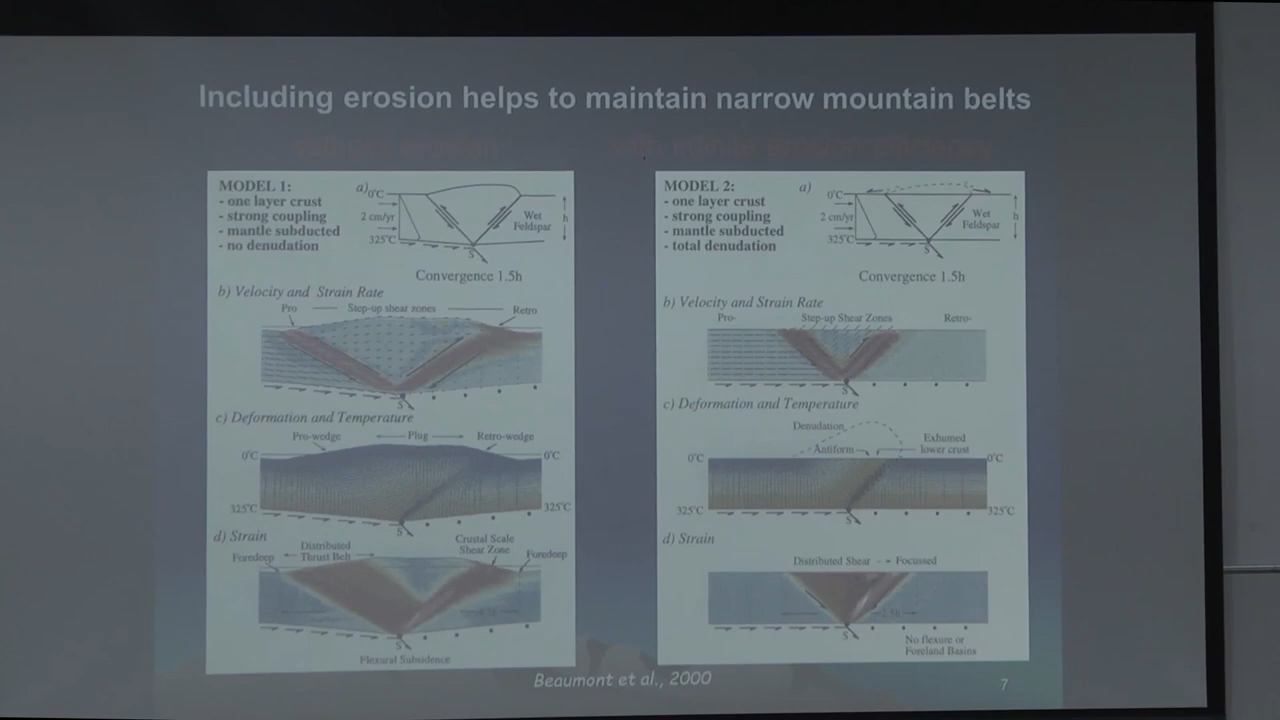 Including erosion helps to maintain narrow mountain belts
without erosion
with infinite erosion efficiency
MODEL 1:
- one layer crust
- strong coupling
- mantle subducted
- no denudation
a)
0°C
2 cm/yr
325°C
Wet
Feldspar
h
S
Convergence 1.5h
b) Velocity and Strain Rate
Pro
Step-up shear zones
Retro
S
c) Deformation and Temperature
Pro-wedge
Plug
Retro-wedge
0°C
0°C
325°C
325°C
S
d) Strain
Foredeep
Distributed
Thrust Belt
Crustal Scale
Shear Zone
Foredeep
S
Flexural Subsidence
MODEL 2:
- one layer crust
- strong coupling
- mantle subducted
- total denudation
a)
0°C
2 cm/yr
325°C
Wet
Feldspar
h
S
Convergence 1.5h
b) Velocity and Strain Rate
Pro-
Step-up Shear Zones
Retro-
S
c) Deformation and Temperature
Denudation
Antiform
Exhumed
lower crust
0°C
0°C
325°C
325°C
S
d) Strain
Distributed Shear
Focussed
S
No flexure or
Foreland Basins
Beaumont et al., 2000
7